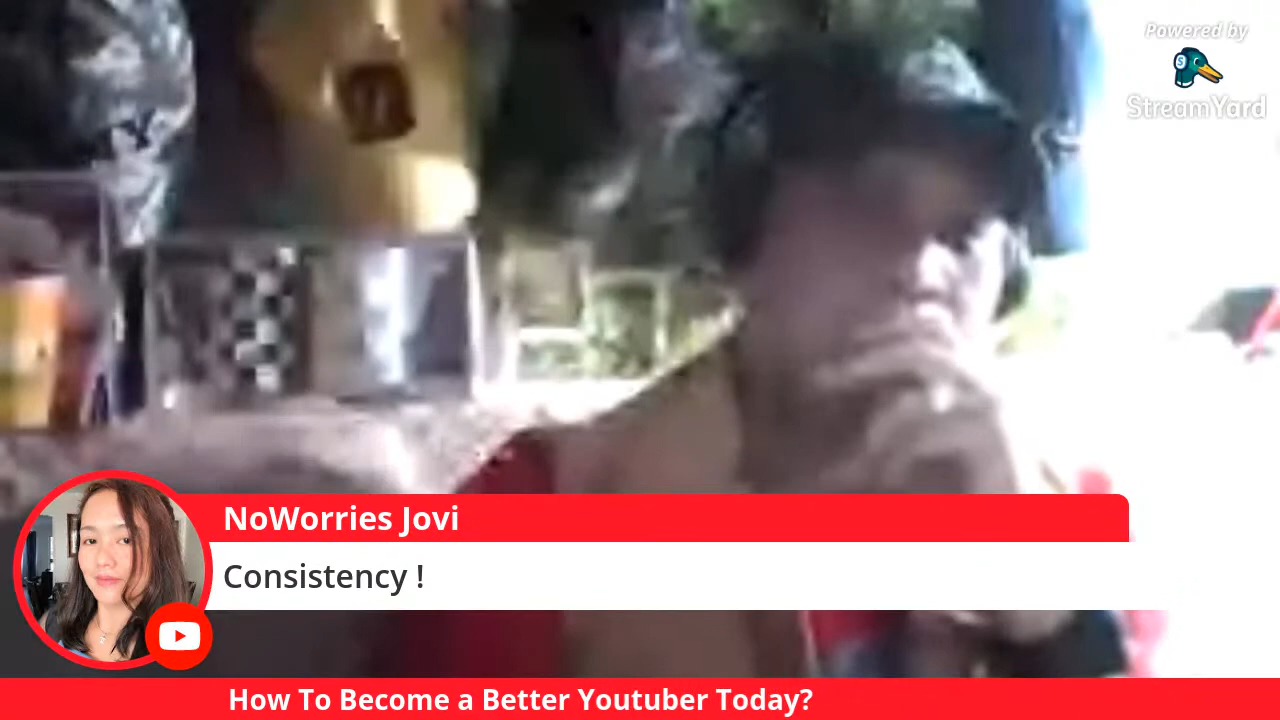 Powered by
StreamYard
NoWorries Jovi
Consistency !
How To Become a Better Youtuber Today?